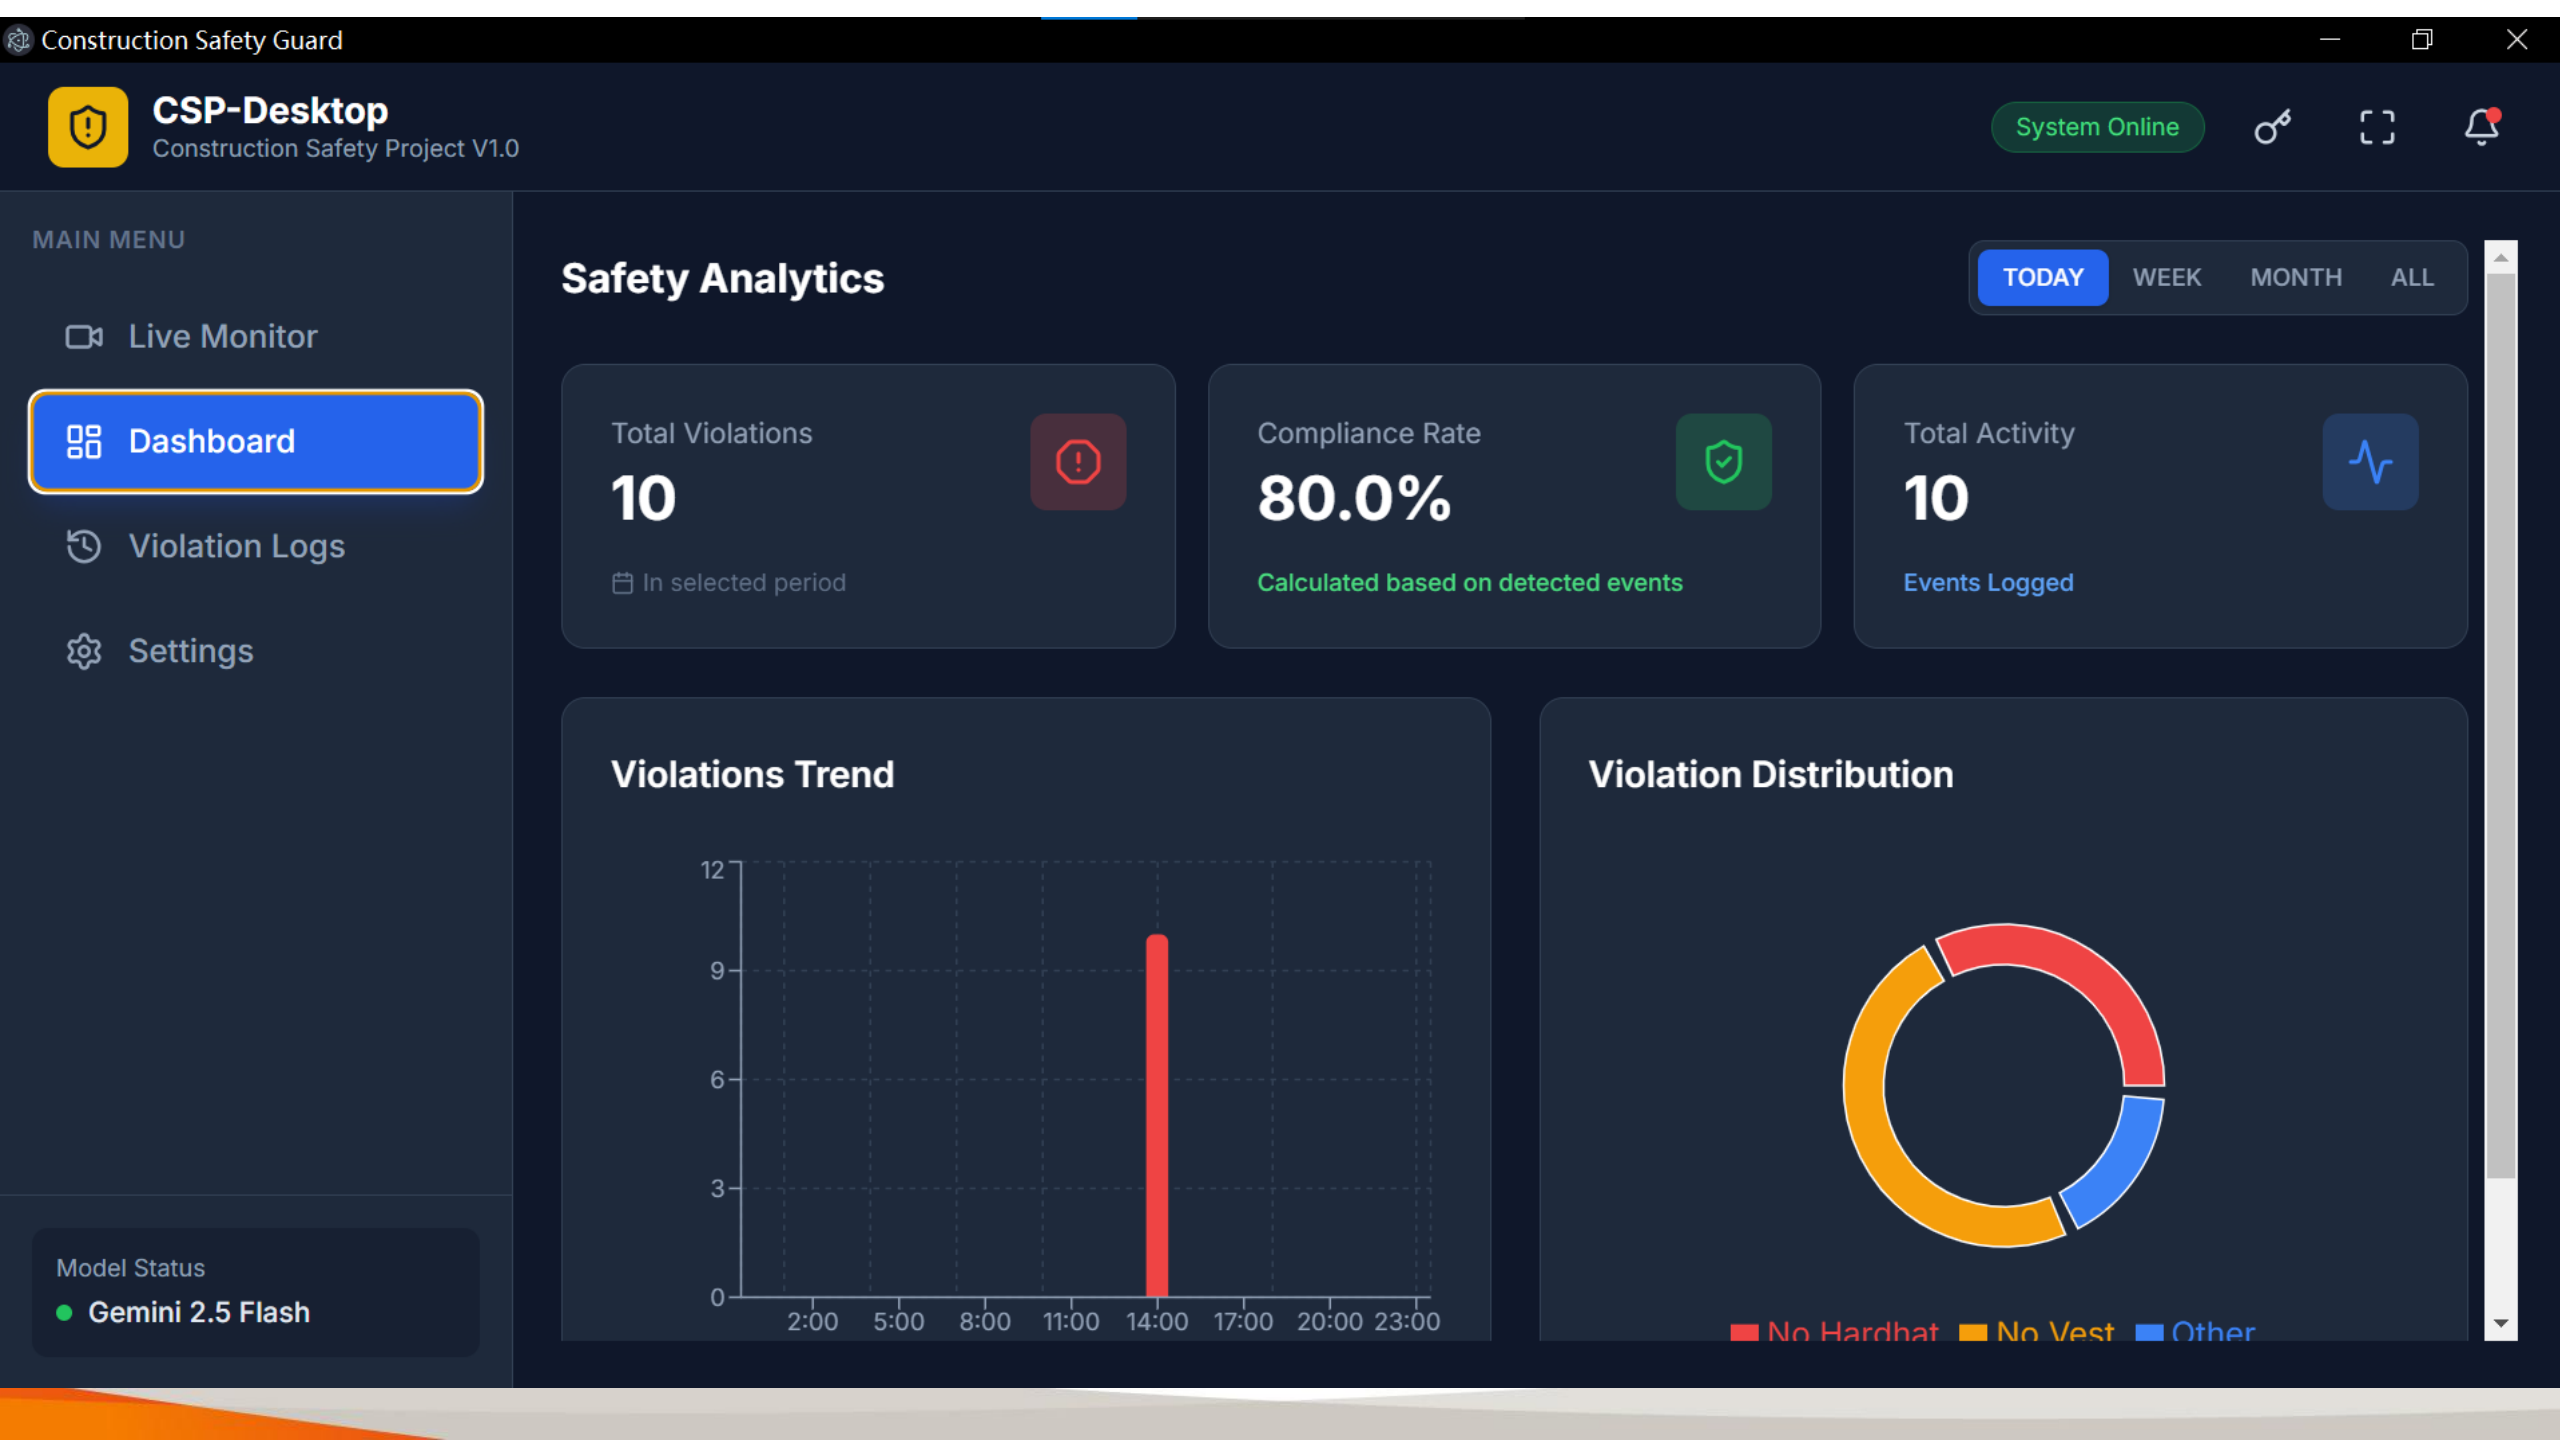 Construction Safety Guard
CSP-Desktop
Construction Safety Project V1.0
System Online
MAIN MENU
Live Monitor
Dashboard
Violation Logs
Settings
Model Status
Gemini 2.5 Flash
Safety Analytics
TODAY WEEK MONTH ALL
Total Violations
10
In selected period
Compliance Rate
80.0%
Calculated based on detected events
Total Activity
10
Events Logged
Violations Trend
12
9
6
3
0
2:00 5:00 8:00 11:00 14:00 17:00 20:00 23:00
Violation Distribution
No Hardhat No Vest Other